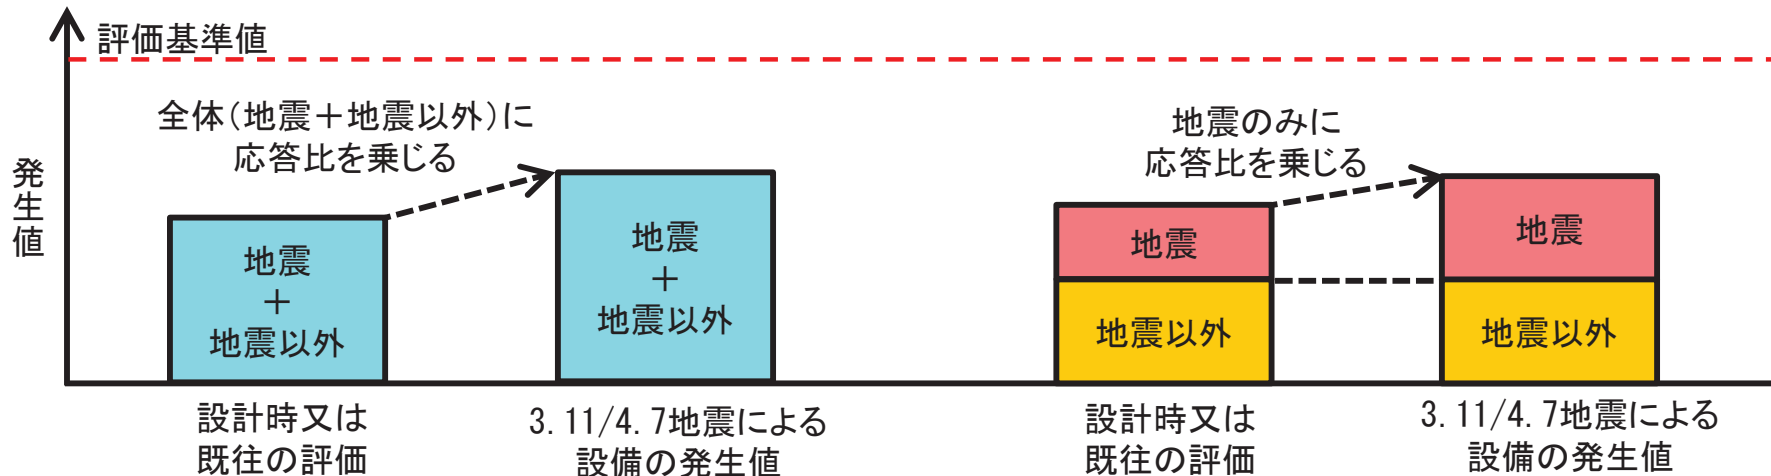 評価基準値
全体(地震+地震以外)に
応答比を乗じる
地震のみに
応答比を乗じる
発生値
地震
+
地震以外
地震
+
地震以外
地震
地震以外
地震
地震以外
設計時又は
既往の評価
3.11/4.7地震による
設備の発生値
設計時又は
既往の評価
3.11/4.7地震による
設備の発生値